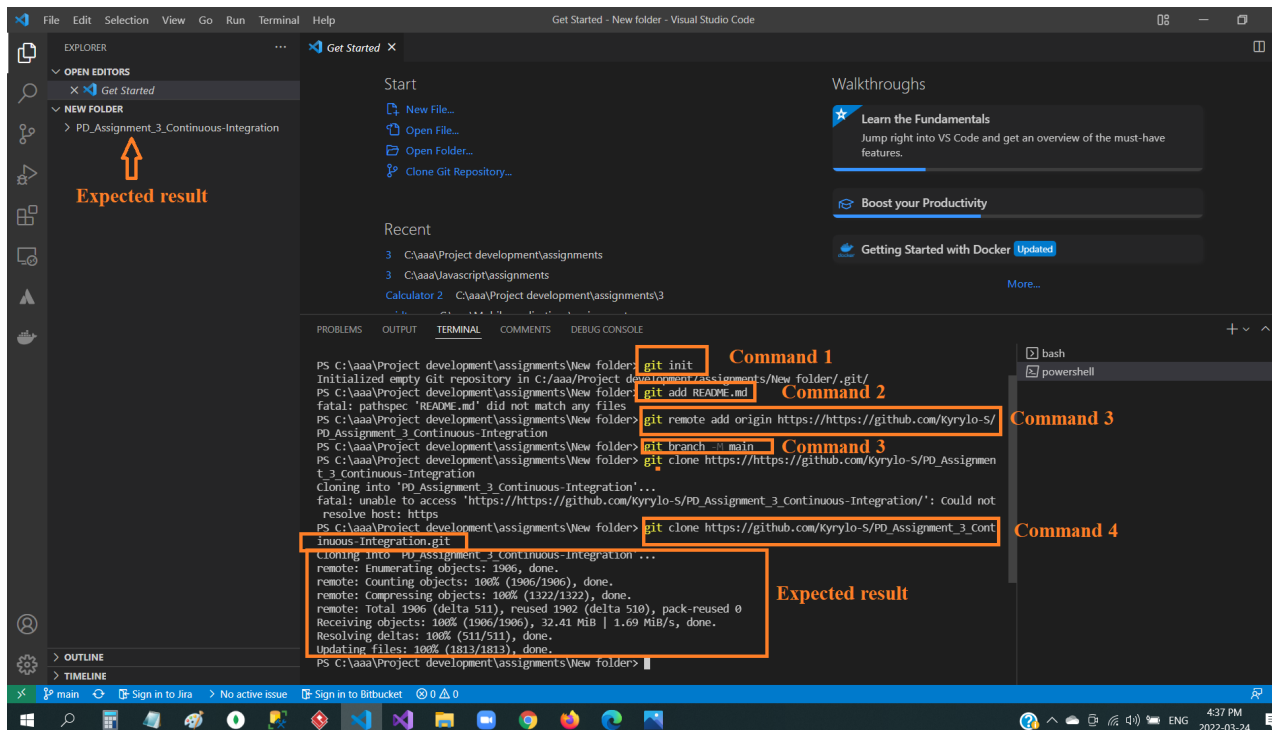 File Edit Selection View Go Run Terminal Help
Get Started - New folder - Visual Studio Code
EXPLORER
OPEN EDITORS
Get Started
NEW FOLDER
PD_Assignment_3_Continuous-Integration
Expected result
OUTLINE
TIMELINE
Get Started
Start
New File...
Open File...
Open Folder...
Clone Git Repository...
Recent
3 C:\aaa\Project development\assignments
3 C:\aaa\Javascript\assignments
Calculator 2 C:\aaa\Project development\assignments\3
Walkthroughs
Learn the Fundamentals
Jump right into VS Code and get an overview of the must-have
features.
Boost your Productivity
Getting Started with Docker Updated
More...
PROBLEMS OUTPUT TERMINAL COMMENTS DEBUG CONSOLE
bash
powershell
PS C:\aaa\Project development\assignments\New folder> git init
Command 1
Initialized empty Git repository in C:/aaa/Project development/assignments/New folder/.git/
PS C:\aaa\Project development\assignments\New folder> git add README.md
Command 2
fatal: pathspec 'README.md' did not match any files
PS C:\aaa\Project development\assignments\New folder> git remote add origin https://https://github.com/Kyrylo-S/
PD_Assignment_3_Continuous-Integration
Command 3
PS C:\aaa\Project development\assignments\New folder> git branch -M main
Command 3
PS C:\aaa\Project development\assignments\New folder> git clone https://https://github.com/Kyrylo-S/PD_Assignmen
t_3_Continuous-Integration
Cloning into 'PD_Assignment_3_Continuous-Integration'...
fatal: unable to access 'https://https://github.com/Kyrylo-S/PD_Assignment_3_Continuous-Integration/': Could not
resolve host: https
PS C:\aaa\Project development\assignments\New folder> git clone https://github.com/Kyrylo-S/PD_Assignment_3_Cont
inuous-Integration.git
Command 4
Cloning into 'PD_Assignment_3_Continuous-Integration'...
remote: Enumerating objects: 1906, done.
remote: Counting objects: 100% (1906/1906), done.
remote: Compressing objects: 100% (1322/1322), done.
remote: Total 1906 (delta 511), reused 1902 (delta 510), pack-reused 0
Receiving objects: 100% (1906/1906), 32.41 MiB | 1.69 MiB/s, done.
Resolving deltas: 100% (511/511), done.
Updating files: 100% (1813/1813), done.
Expected result
PS C:\aaa\Project development\assignments\New folder>
main Sign in to Jira No active issue Sign in to Bitbucket 0 0
ENG
4:37 PM
2022-03-24